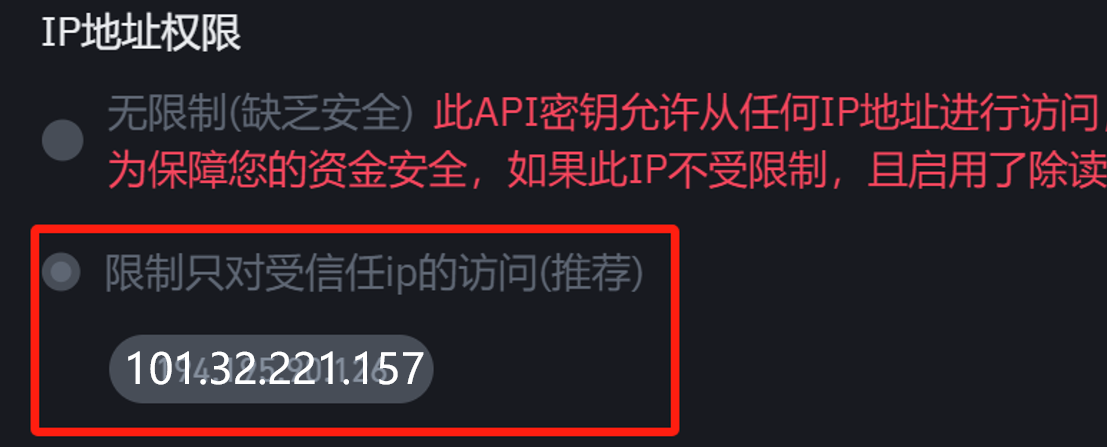 IP地址权限
无限制(缺乏安全) 此API密钥允许从任何IP地址进行访问,
为保障您的资金安全，如果此IP不受限制，且启用了除读
限制只对受信任ip的访问(推荐)
101.32.221.157